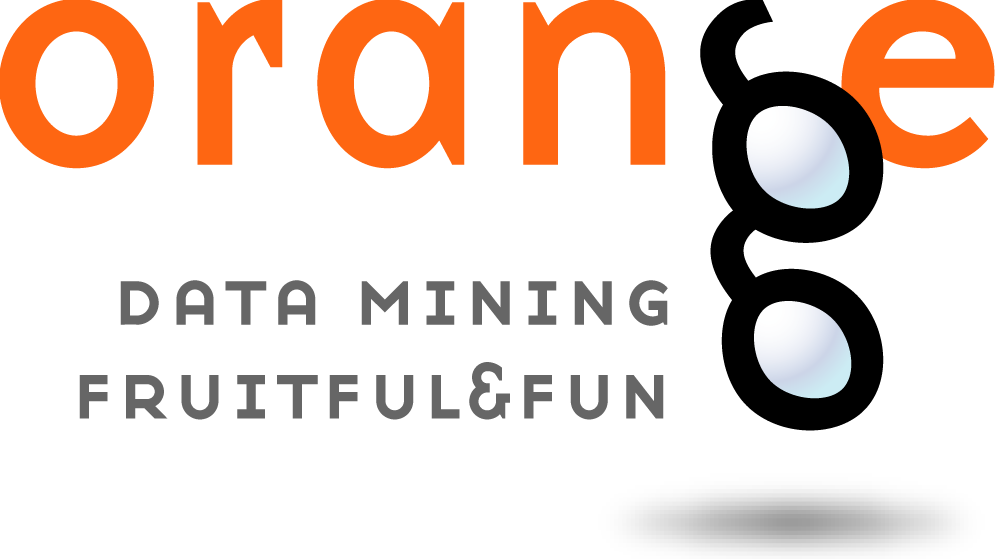 orange
DATA MINING
FRUITFUL&FUN